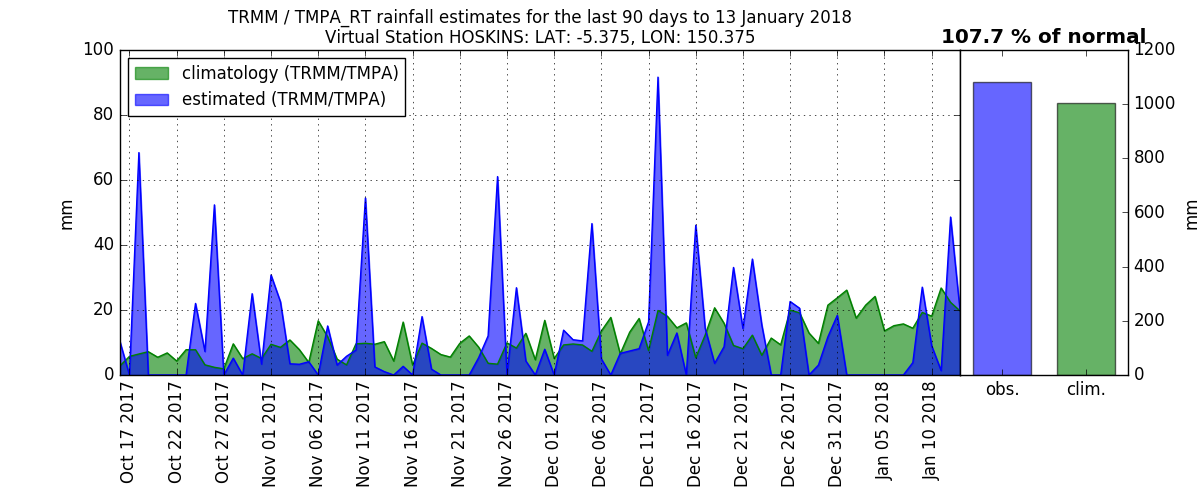 TRMM / TMPA_RT rainfall estimates for the last 90 days to 13 January 2018
Virtual Station HOSKINS: LAT: -5.375, LON: 150.375
107.7 % of normal
climatology (TRMM/TMPA)
estimated (TRMM/TMPA)
mm
100
80
60
40
20
0
1200
1000
800
600
400
200
0
mm
obs.
clim.
Oct 17 2017
Oct 22 2017
Oct 27 2017
Nov 01 2017
Nov 06 2017
Nov 11 2017
Nov 16 2017
Nov 21 2017
Nov 26 2017
Dec 01 2017
Dec 06 2017
Dec 11 2017
Dec 16 2017
Dec 21 2017
Dec 26 2017
Dec 31 2017
Jan 05 2018
Jan 10 2018